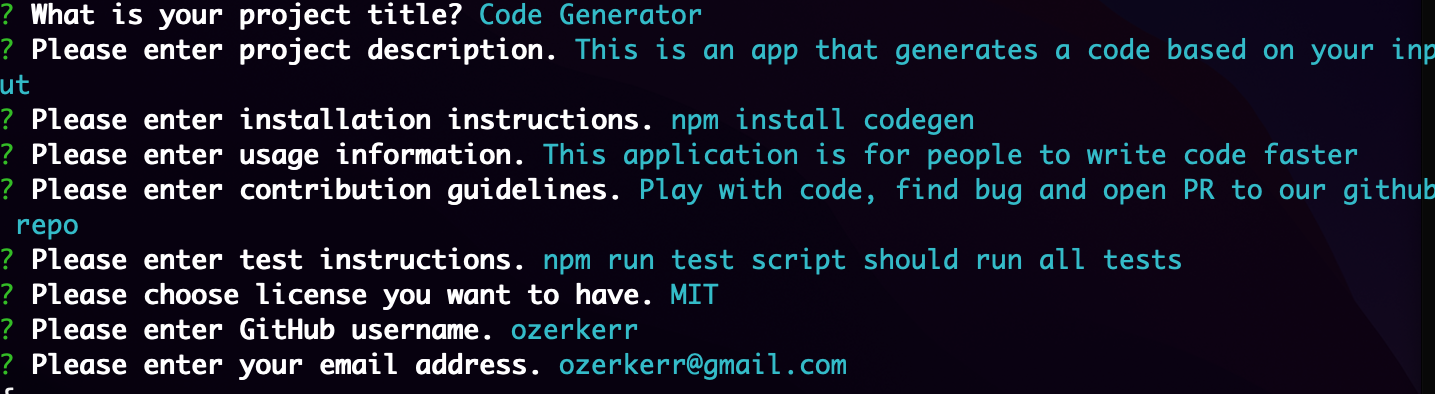 ? What is your project title? Code Generator
? Please enter project description. This is an app that generates a code based on your inp
ut
? Please enter installation instructions. npm install codegen
? Please enter usage information. This application is for people to write code faster
? Please enter contribution guidelines. Play with code, find bug and open PR to our github
 repo
? Please enter test instructions. npm run test script should run all tests
? Please choose license you want to have. MIT
? Please enter GitHub username. ozerkerr
? Please enter your email address. ozerkerr@gmail.com